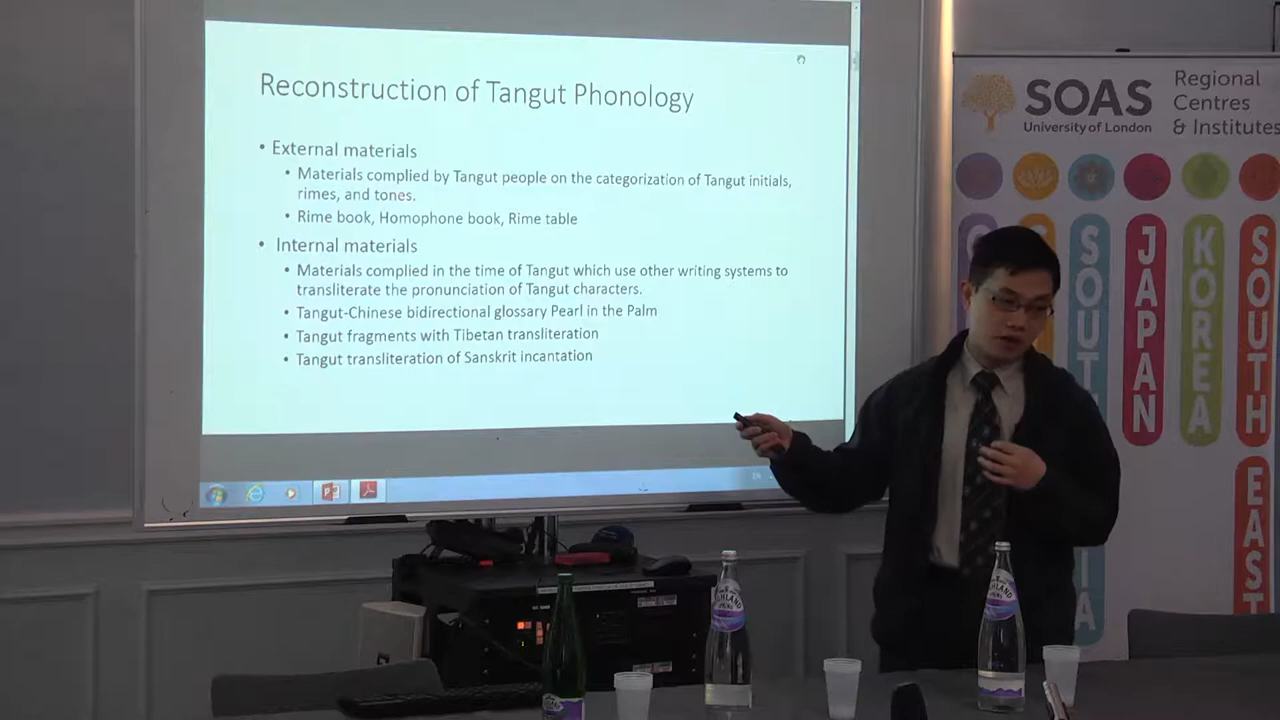 Reconstruction of Tangut Phonology
• External materials
• Materials complied by Tangut people on the categorization of Tangut initials,
rimes, and tones.
• Rime book, Homophone book, Rime table
• Internal materials
• Materials complied in the time of Tangut which use other writing systems to
transliterate the pronunciation of Tangut characters.
• Tangut-Chinese bidirectional glossary Pearl in the Palm
• Tangut fragments with Tibetan transliteration
• Tangut transliteration of Sanskrit incantation
SOAS
University of London
Regional
Centres
& Institutes
JAPAN
KOREA
SOUTH
EAST